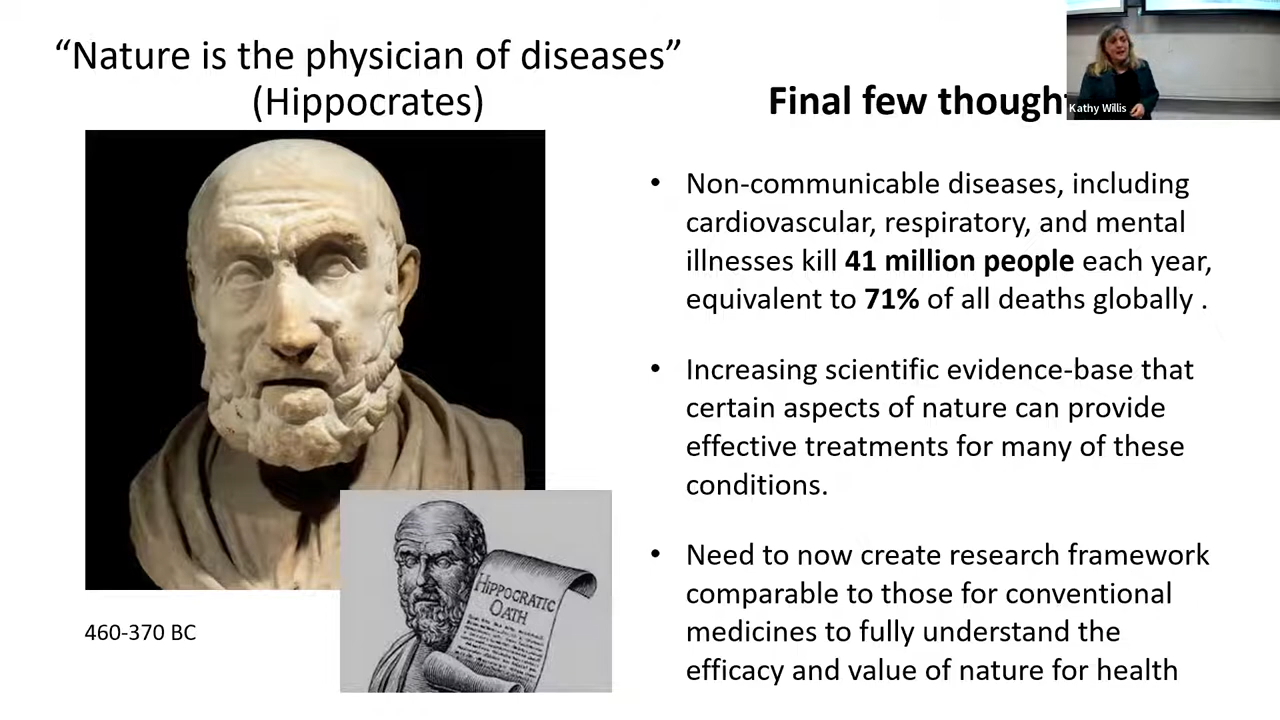 “Nature is the physician of diseases”
(Hippocrates)
460-370 BC
HIPPOCRATIC
OATH
Final few though
Kathy Willis
• Non-communicable diseases, including
cardiovascular, respiratory, and mental
illnesses kill 41 million people each year,
equivalent to 71% of all deaths globally .
• Increasing scientific evidence-base that
certain aspects of nature can provide
effective treatments for many of these
conditions.
• Need to now create research framework
comparable to those for conventional
medicines to fully understand the
efficacy and value of nature for health